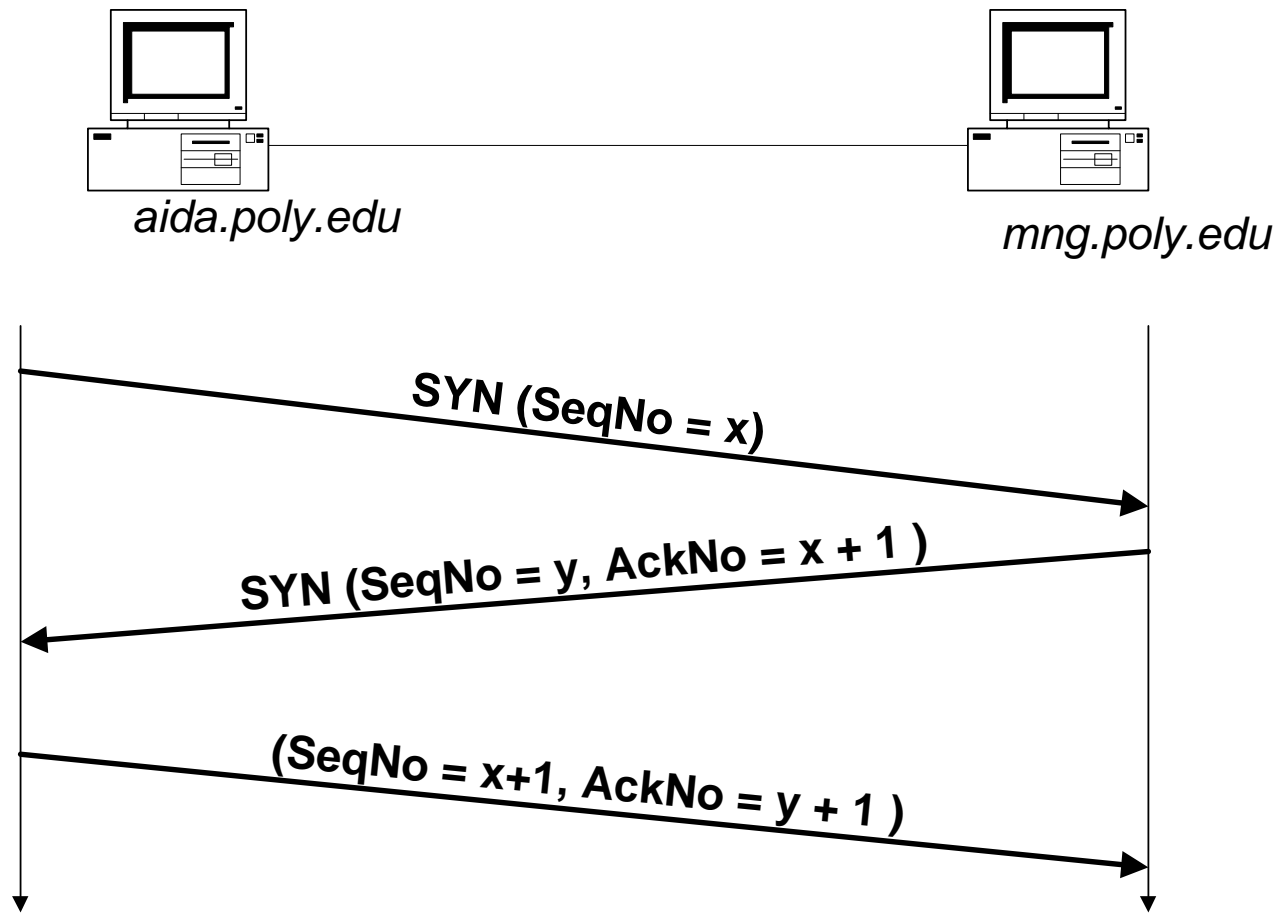 aida.poly.edu
mng.poly.edu
SYN (SeqNo = x)
SYN (SeqNo = y, AckNo = x + 1 )
(SeqNo = x+1, AckNo = y + 1 )